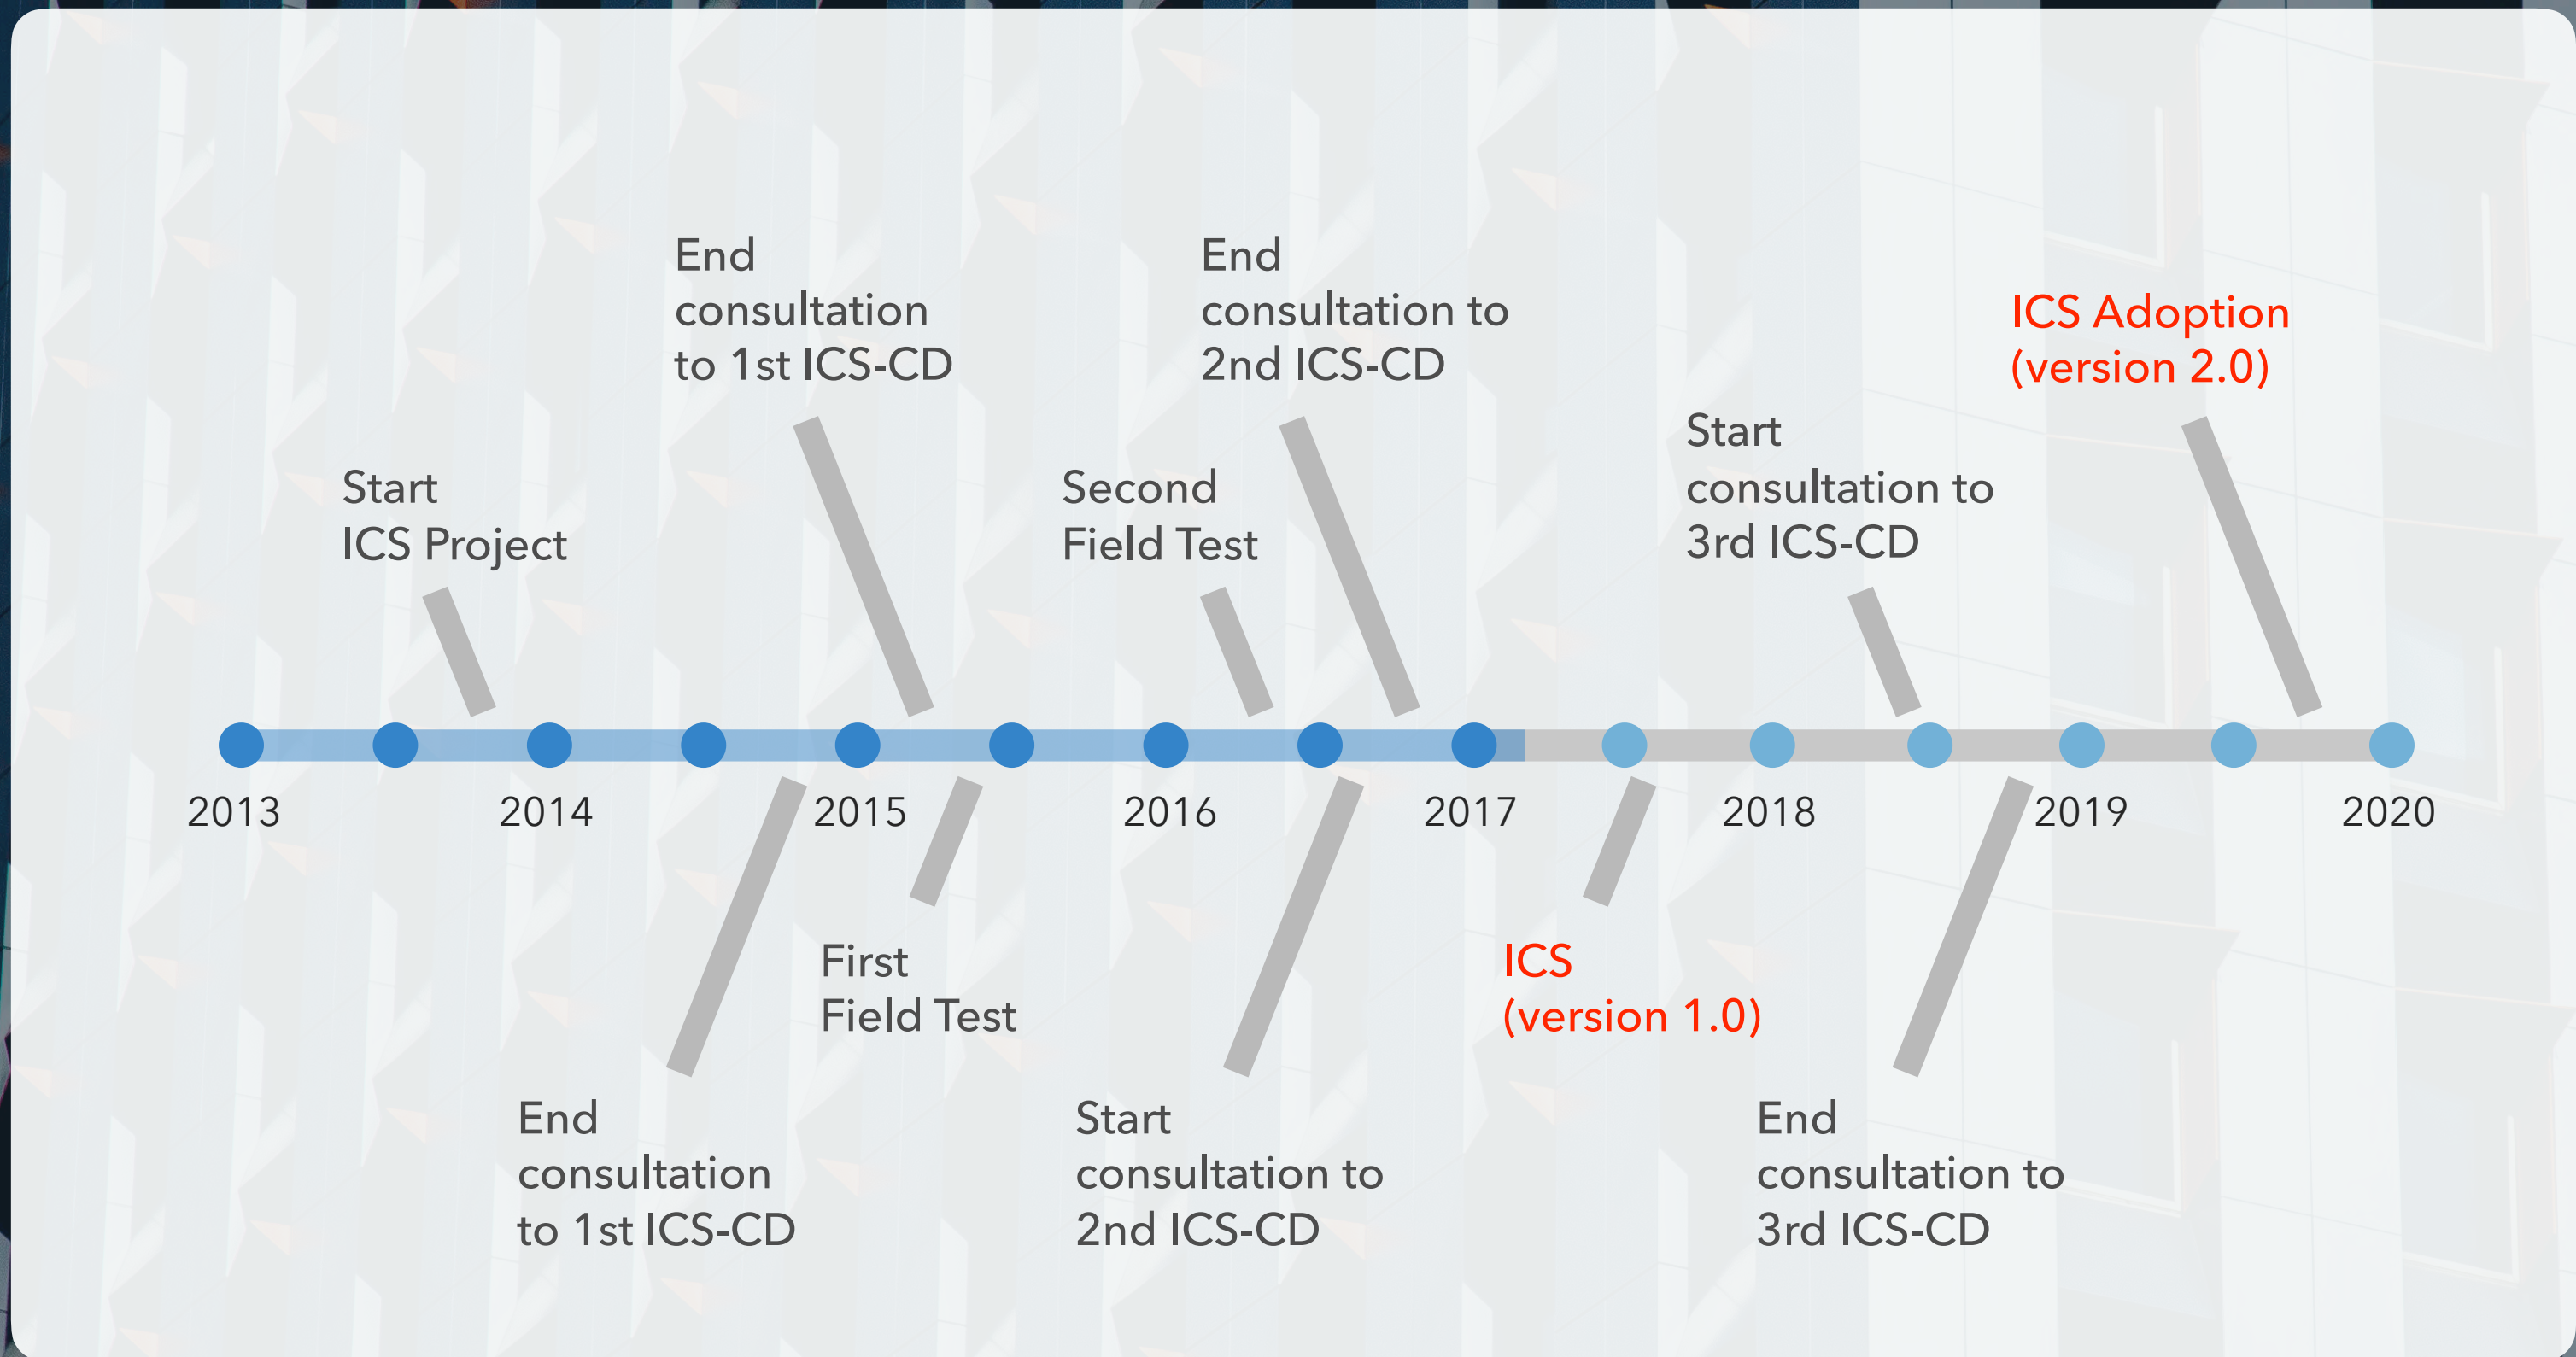 End
consultation
to 1st ICS-CD
End
consultation to
2nd ICS-CD
ICS Adoption
(version 2.0)
Start
ICS Project
Second
Field Test
Start
consultation to
3rd ICS-CD
2013
2014
2015
2016
2017
2018
2019
2020
First
Field Test
ICS
(version 1.0)
End
consultation
to 1st ICS-CD
Start
consultation to
2nd ICS-CD
End
consultation to
3rd ICS-CD